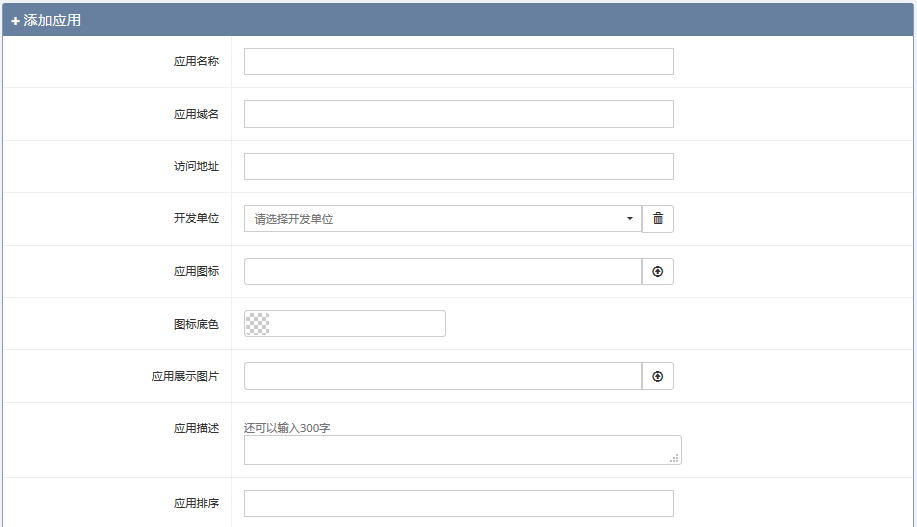 添加应用
应用名称
应用域名
访问地址
开发单位 请选择开发单位
应用图标
图标底色
应用展示图片
应用描述 还可以输入300字
应用排序